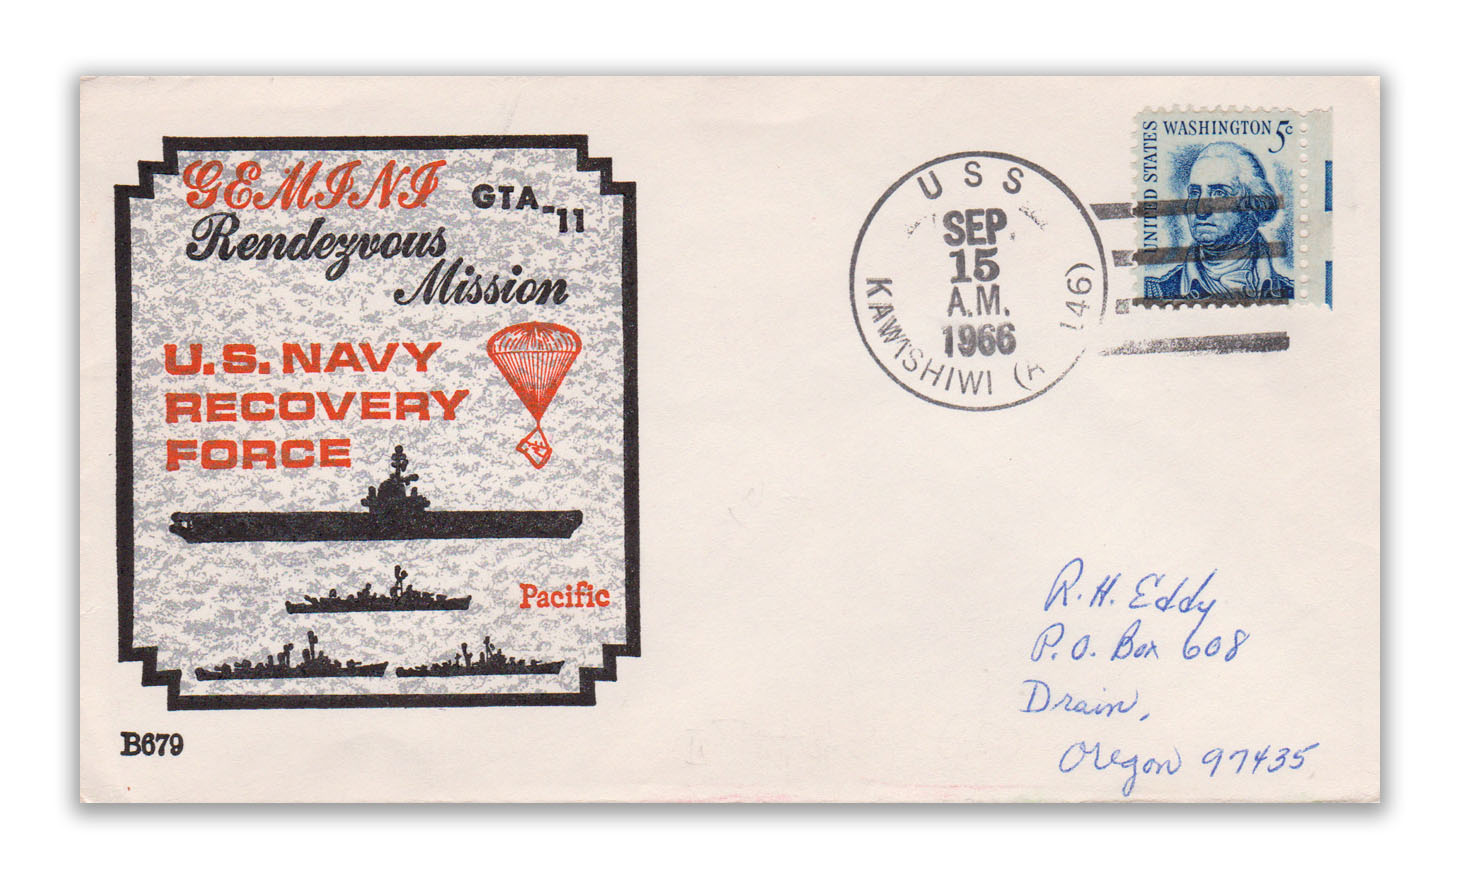 GEMINI GTA-11
Rendezvous
Mission
U.S. NAVY
RECOVERY
FORCE
Pacific
B679
USS
SEP
15
A.M.
1966
KAWISHIWI (A 146)
UNITED STATES
WASHINGTON 5c
R. H. Eddy
P.O. Box 608
Drain,
Oregon 97435